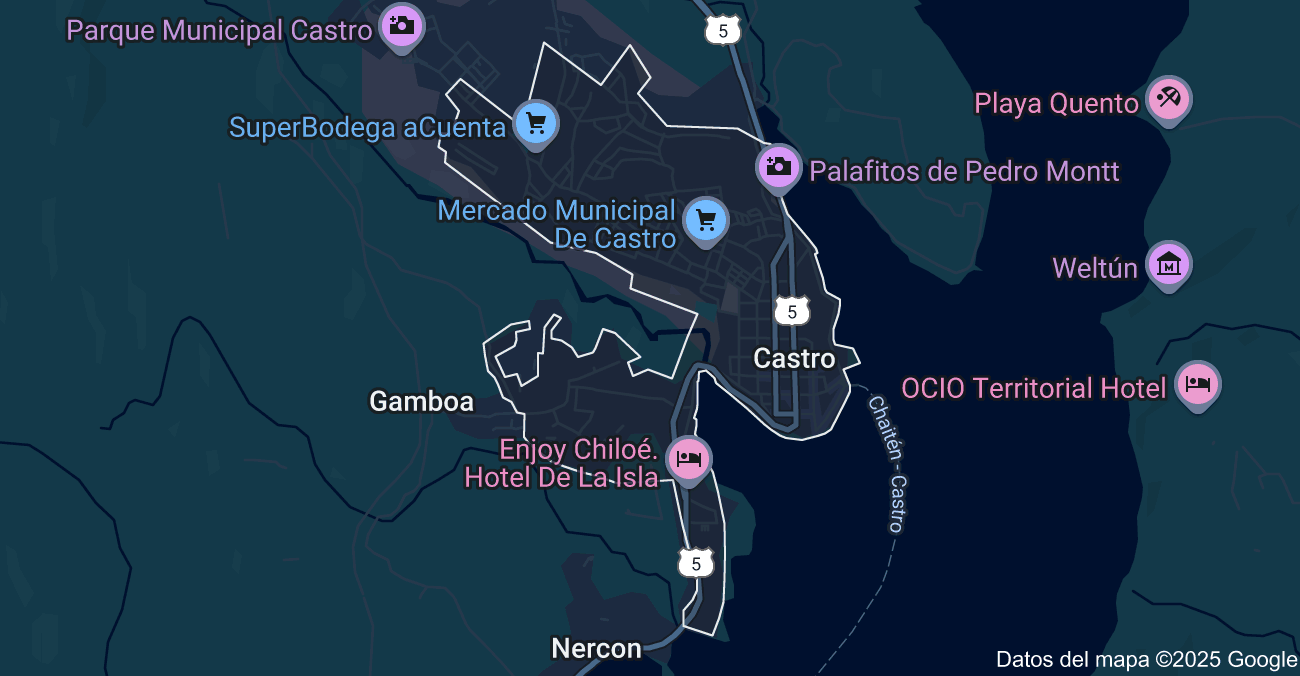 Parque Municipal Castro
5
Playa Quento
SuperBodega aCuenta
Palafitos de Pedro Montt
Mercado Municipal
De Castro
Weltún
5
Castro
OCIO Territorial Hotel
Gamboa
Chaitén - Castro
Enjoy Chiloé.
Hotel De La Isla
5
Nercon
Datos del mapa ©2025 Google